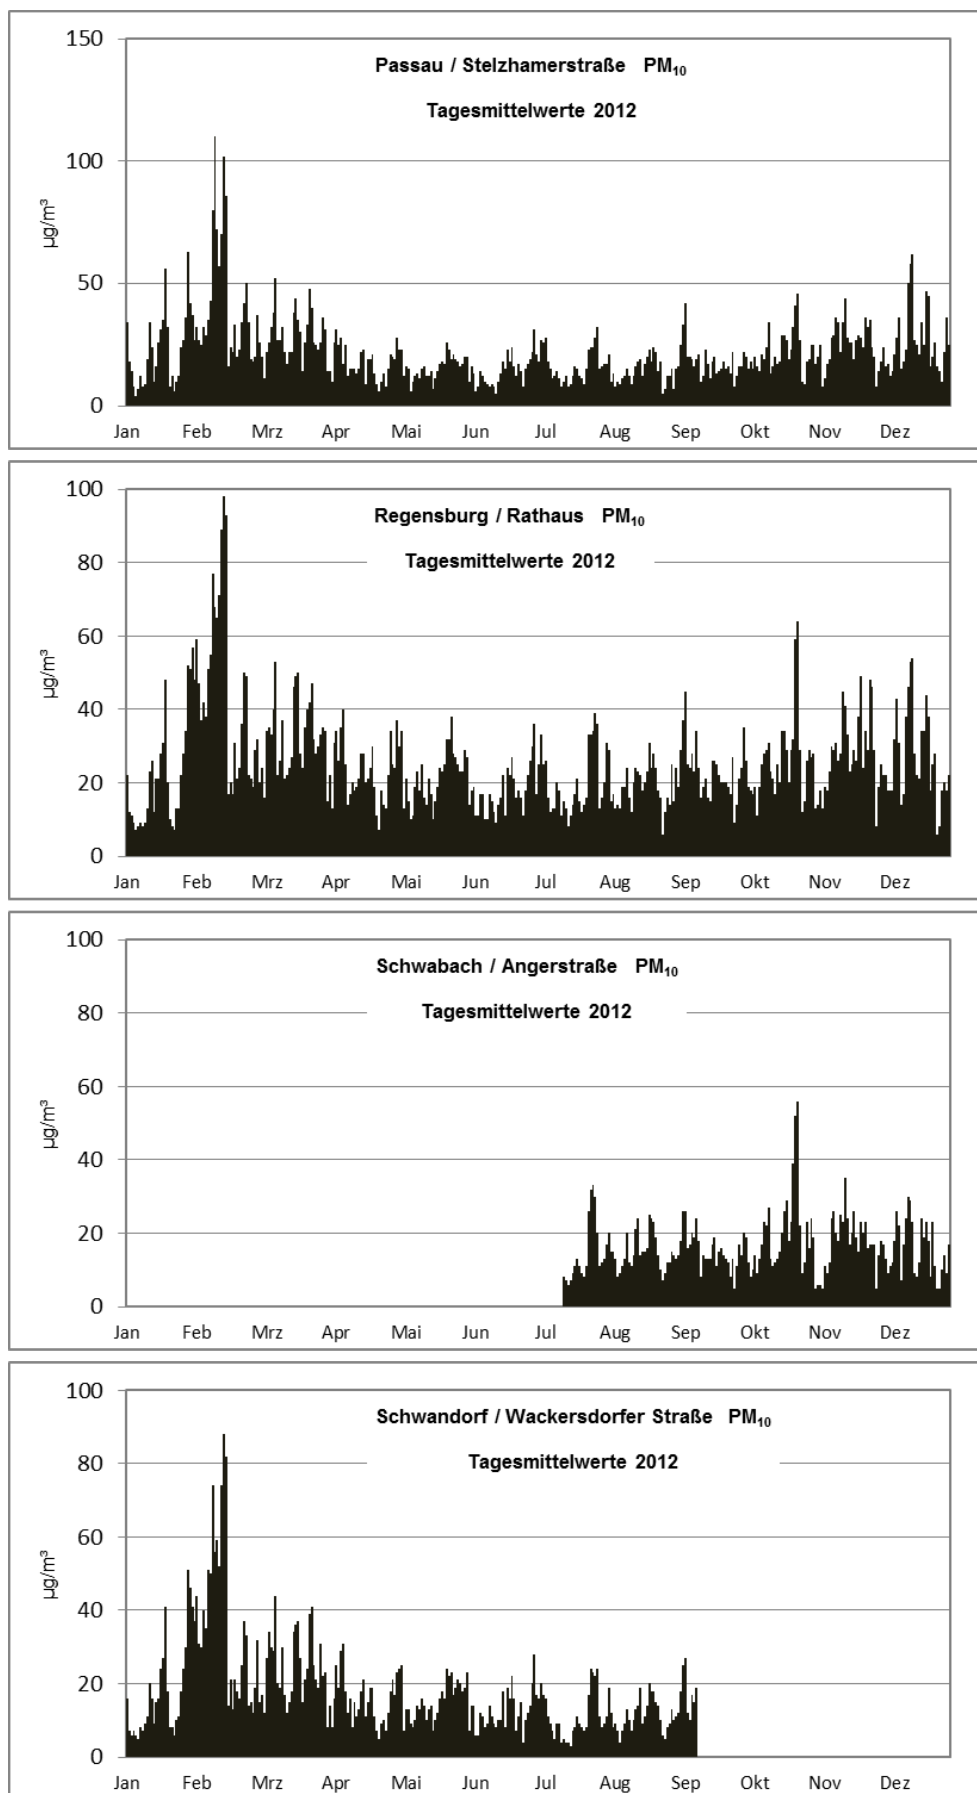 Passau / Stelzhamerstraße PM₁₀
Tagesmittelwerte 2012
150
100
50
0
µg/m³
Jan Feb Mrz Apr Mai Jun Jul Aug Sep Okt Nov Dez
Regensburg / Rathaus PM₁₀
Tagesmittelwerte 2012
100
80
60
40
20
0
µg/m³
Jan Feb Mrz Apr Mai Jun Jul Aug Sep Okt Nov Dez
Schwabach / Angerstraße PM₁₀
Tagesmittelwerte 2012
100
80
60
40
20
0
µg/m³
Jan Feb Mrz Apr Mai Jun Jul Aug Sep Okt Nov Dez
Schwandorf / Wackersdorfer Straße PM₁₀
Tagesmittelwerte 2012
100
80
60
40
20
0
µg/m³
Jan Feb Mrz Apr Mai Jun Jul Aug Sep Okt Nov Dez